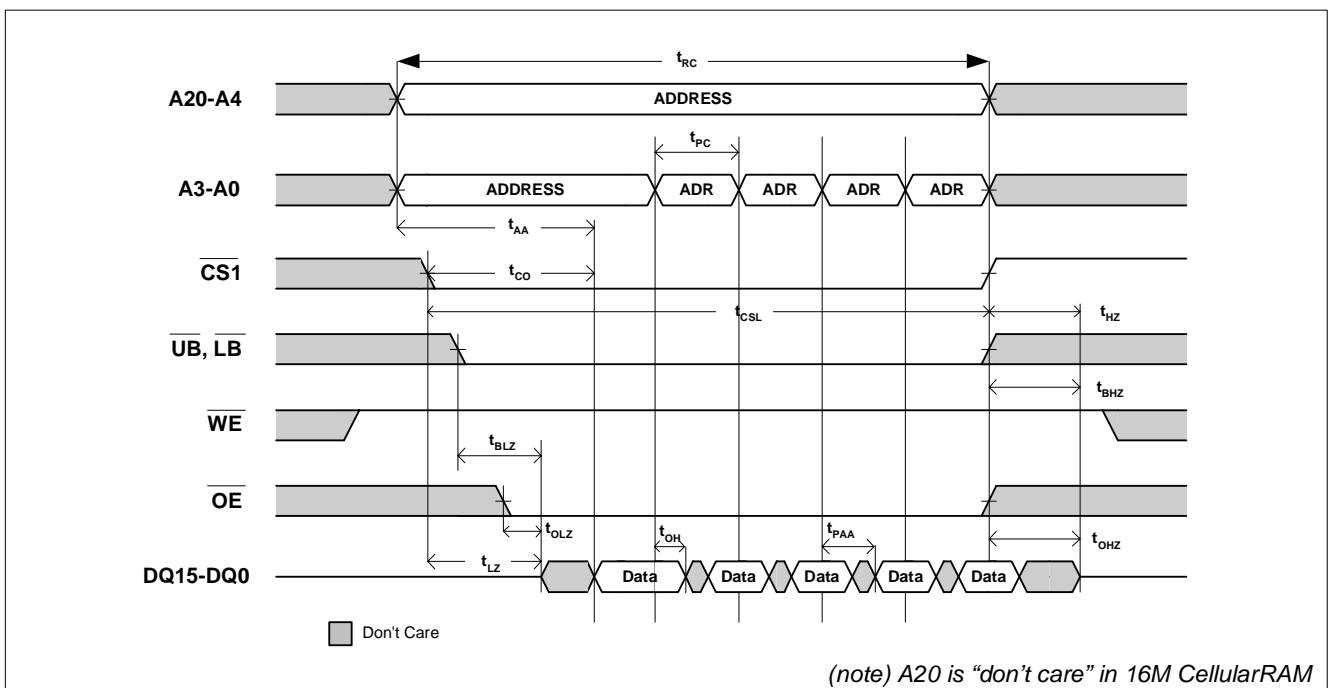 tRC
A20-A4
ADDRESS
tPC
A3-A0
ADDRESS ADR ADR ADR ADR
tAA
CS1
tCO
tCSL
tHZ
UB, LB
tBHZ
WE
tBLZ
OE
tOLZ
tOH
tPAA
tOHZ
tLZ
DQ15-DQ0
Data Data Data Data Data
Don't Care
(note) A20 is “don’t care” in 16M CellularRAM